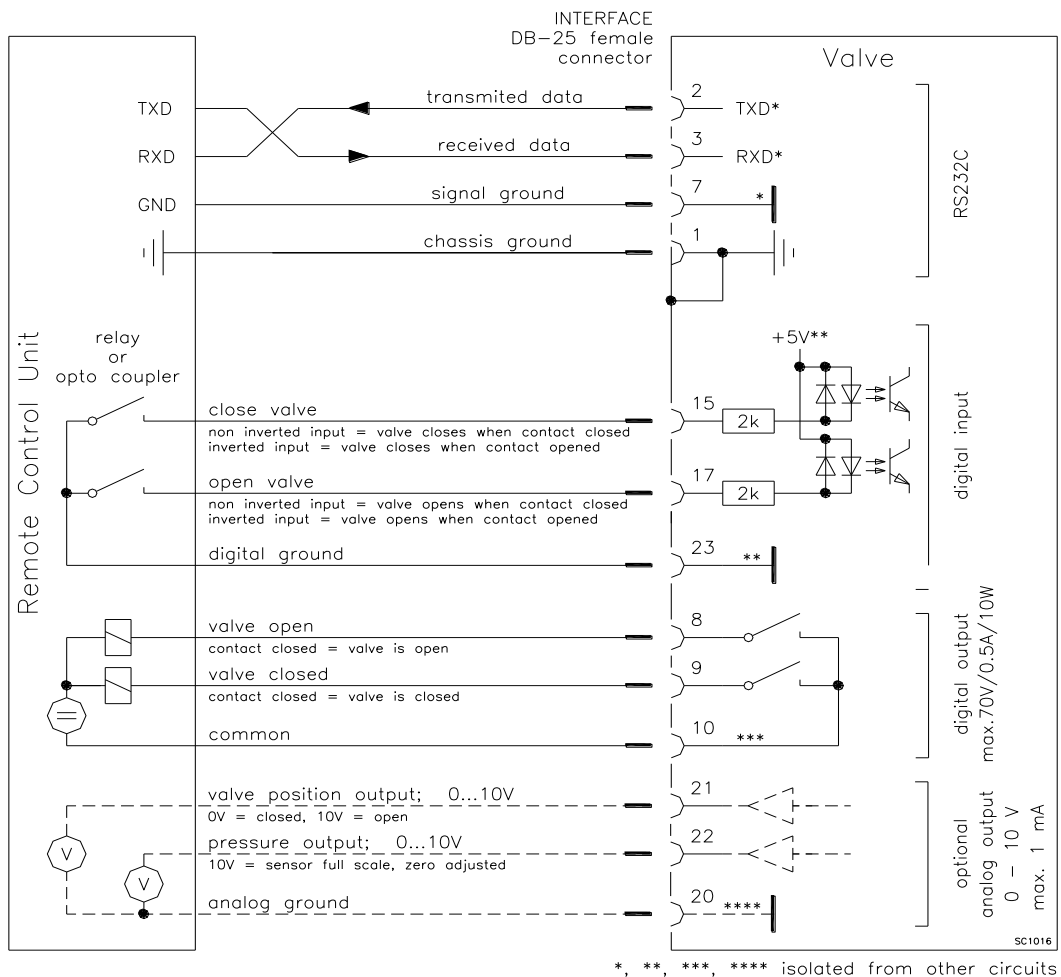 INTERFACE
DB-25 female
connector
Valve
Remote Control Unit
TXD
transmited data
2
TXD*
RXD
received data
3
RXD*
GND
signal ground
7
*
chassis ground
1
RS232C
relay
or
opto coupler
+5V**
close valve
15
2k
non inverted input = valve closes when contact closed
inverted input = valve closes when contact opened
open valve
17
2k
non inverted input = valve opens when contact closed
inverted input = valve opens when contact opened
digital ground
23
**
digital input
valve open
8
contact closed = valve is open
valve closed
9
contact closed = valve is closed
common
10
***
digital output
max.70V/0.5A/10W
valve position output; 0...10V
21
0V = closed, 10V = open
pressure output; 0...10V
22
10V = sensor full scale, zero adjusted
V
V
analog ground
20
****
optional
analog output
0 - 10 V
max. 1 mA
SC1016
*, **, ***, **** isolated from other circuits